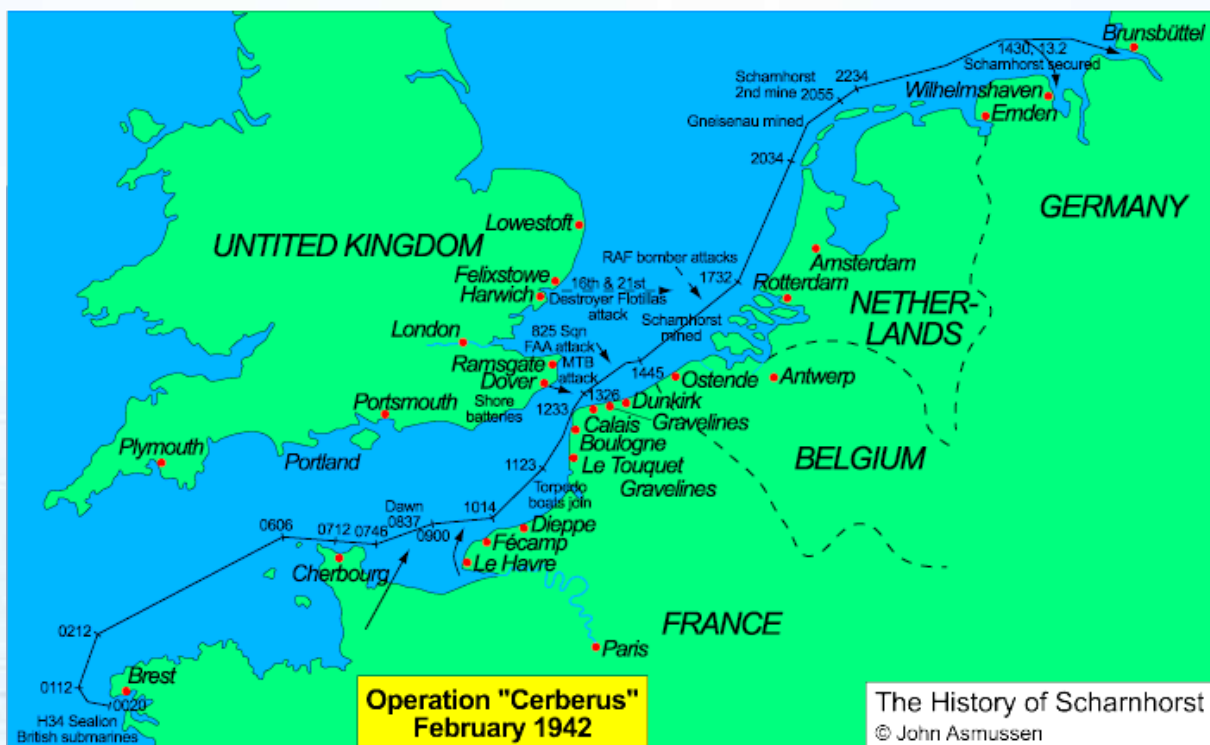 Brunsbüttel
1430, 13.2
Scharnhorst secured
Scharnhorst
2nd mine
2234
2055
Wilhelmshaven
Emden
Gneisenau mined
2034
GERMANY
Lowestoft
UNTITED KINGDOM
RAF bomber attacks
Amsterdam
Felixstowe
16th & 21st
1732
Rotterdam
Harwich
Destroyer Flotillas
attack
NETHER-
LANDS
Scharnhorst
mined
London
825 Sqn
FAA attack
Ramsgate
MTB
attack
1445
Ostende
Antwerp
Dover
Shore
batteries
1233
1326
Dunkirk
Gravelines
Portsmouth
Calais
Boulogne
Plymouth
Portland
1123
Le Touquet
Gravelines
BELGIUM
Torpedo
boats join
Dawn
0837
1014
0606
0712
0746
0900
Dieppe
Fécamp
Cherbourg
Le Havre
0212
FRANCE
Paris
Brest
0112
0020
H34 Sealion
British submarines
Operation "Cerberus"
February 1942
The History of Scharnhorst
© John Asmussen